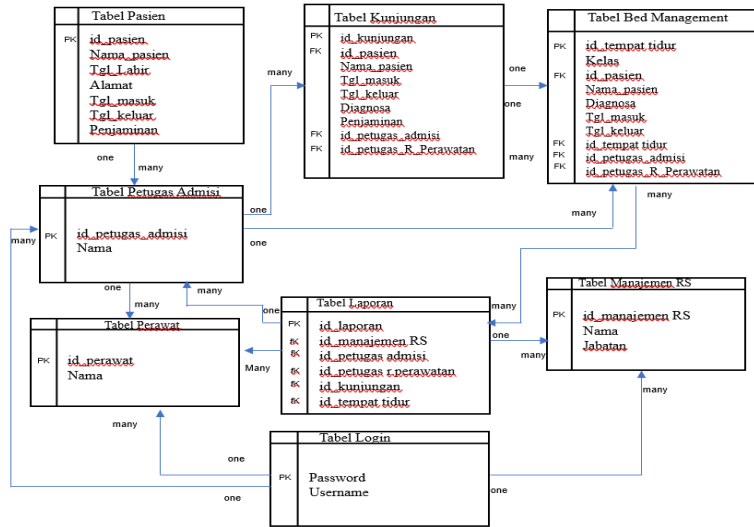 Tabel Pasien
PK
id_pasien
Nama_pasien
Tgl_Lahir
Alamat
Tgl_masuk
Tgl_keluar
Penjaminan
one
many
Tabel Kunjungan
PK id_kunjungan
FK id_pasien
Nama_pasien
Tgl_masuk
Tgl_keluar
Diagnosa
Penjaminan
FK id_petugas_admisi
FK id_petugas_R_Perawatan
many
one
one
many
Tabel Bed Management
PK id_tempat tidur
Kelas
FK id_pasien
Nama_pasien
Diagnosa
Tgl_masuk
Tgl_keluar
FK id_tempat tidur
FK id_petugas_admisi
FK id_petugas_R_Perawatan
many
many
Tabel Petugas Admisi
PK id_petugas_admisi
Nama
many
one
one
one
many
many
Tabel Perawat
PK id_perawat
Nama
Many
many
Tabel Laporan
PK id_laporan
FK id_manajemen RS
FK id_petugas admisi
FK id_petugas r.perawatan
FK id_kunjungan
FK id_tempat tidur
one
many
one
many
Tabel Manajemen RS
PK id_manajemen RS
Nama
Jabatan
many
Tabel Login
PK Password
Username
one
one
one